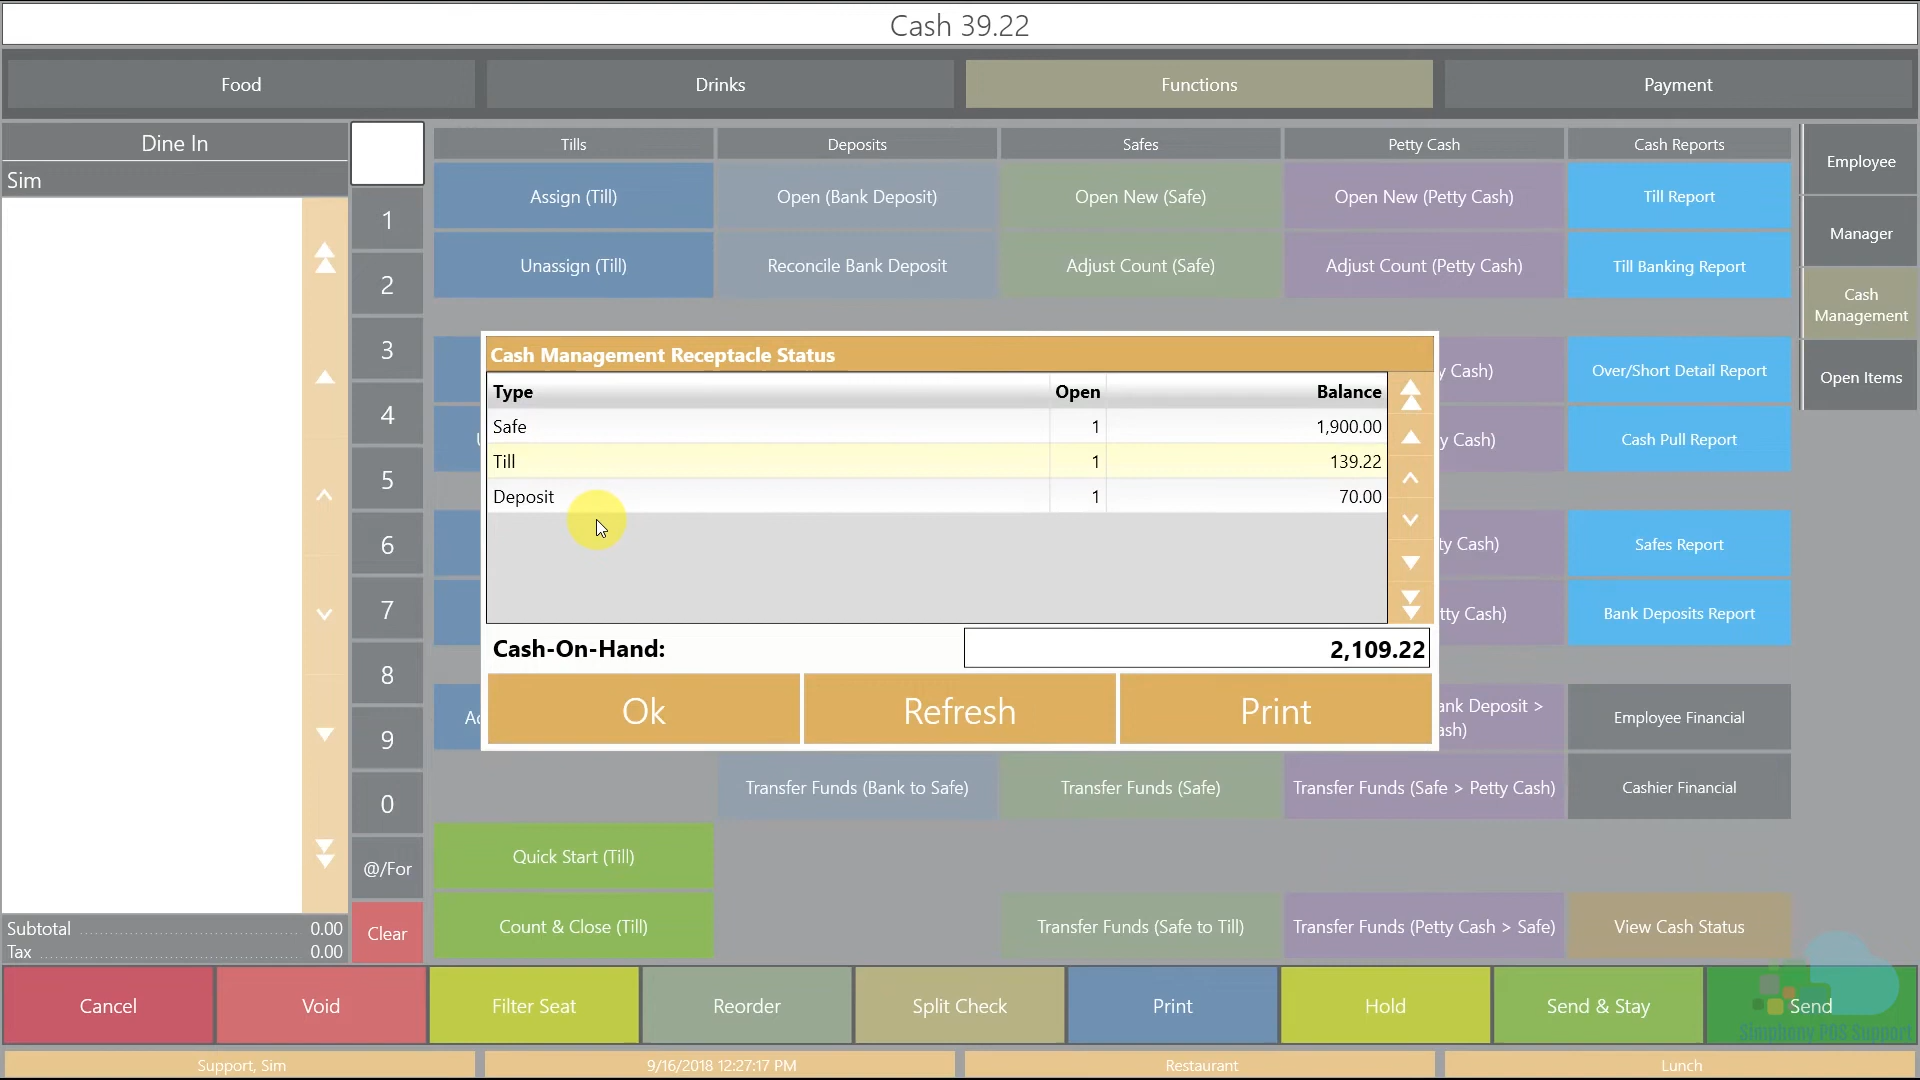 Cash 39.22
Food
Drinks
Functions
Payment
Dine In
Sim
1
2
3
4
5
6
7
8
9
0
@/For
Clear
Subtotal 0.00
Tax 0.00
Tills
Deposits
Safes
Petty Cash
Cash Reports
Assign (Till)
Open (Bank Deposit)
Open New (Safe)
Open New (Petty Cash)
Till Report
Unassign (Till)
Reconcile Bank Deposit
Adjust Count (Safe)
Adjust Count (Petty Cash)
Till Banking Report
Employee
Manager
Cash
Management
Open Items
Cash Management Receptacle Status
Type Open Balance
Safe 1 1,900.00
Till 1 139.22
Deposit 1 70.00
Cash-On-Hand: 2,109.22
Ok
Refresh
Print
y Cash)
y Cash)
ty Cash)
tty Cash)
ank Deposit >
ash)
Over/Short Detail Report
Cash Pull Report
Safes Report
Bank Deposits Report
Employee Financial
Transfer Funds (Bank to Safe)
Transfer Funds (Safe)
Transfer Funds (Safe > Petty Cash)
Cashier Financial
Quick Start (Till)
Count & Close (Till)
Transfer Funds (Safe to Till)
Transfer Funds (Petty Cash > Safe)
View Cash Status
Cancel
Void
Filter Seat
Reorder
Split Check
Print
Hold
Send & Stay
Send
Simphony POS Support
Support, Sim
9/16/2018 12:27:17 PM
Restaurant
Lunch